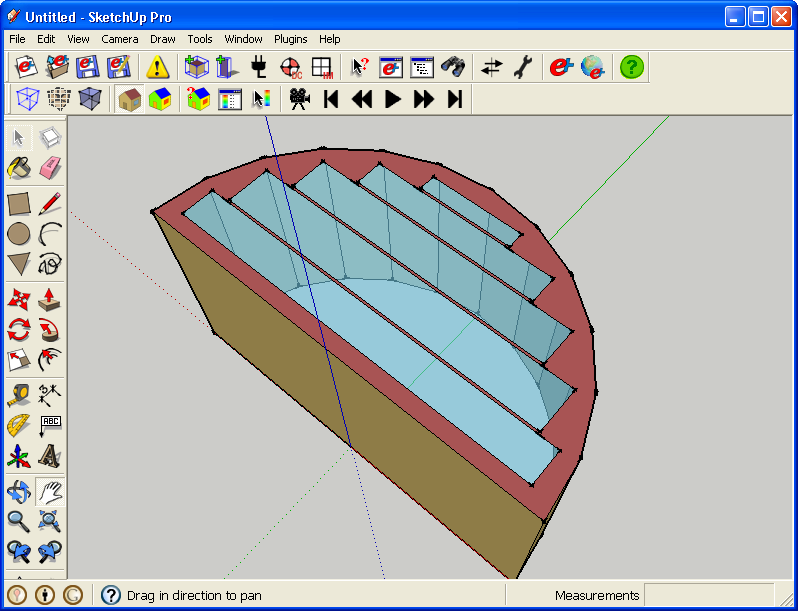 Untitled - SketchUp Pro
File Edit View Camera Draw Tools Window Plugins Help
ABC
Drag in direction to pan
Measurements